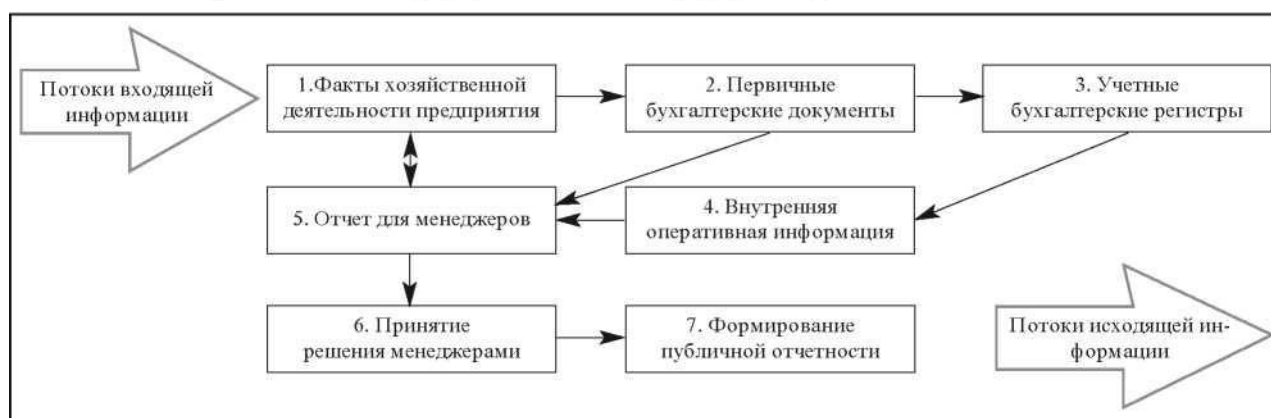 Потоки входящей
информации
1.Факты хозяйственной
деятельности предприятия
2. Первичные
бухгалтерские документы
3. Учетные
бухгалтерские регистры
5. Отчет для менеджеров
4. Внутренняя
оперативная информация
6. Принятие
решения менеджерами
7. Формирование
публичной отчетности
Потоки исходящей ин-
формации